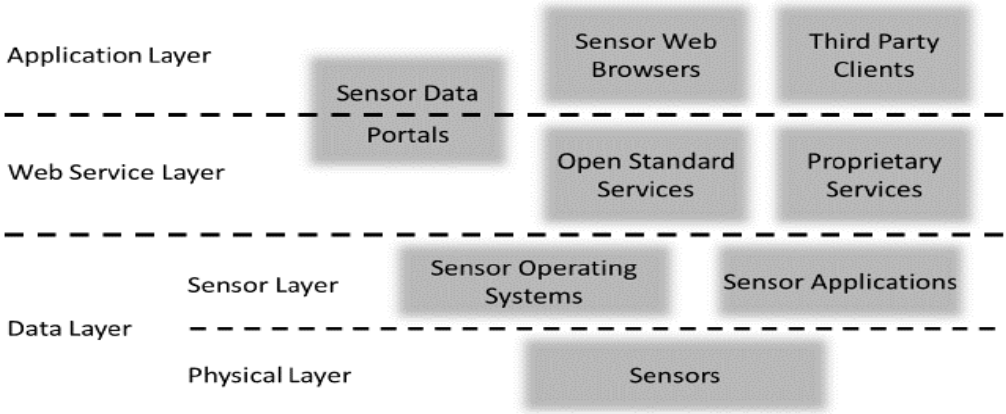 Application Layer
Sensor Data
Portals
Sensor Web
Browsers
Third Party
Clients
Web Service Layer
Open Standard
Services
Proprietary
Services
Data Layer
Sensor Layer
Sensor Operating
Systems
Sensor Applications
Physical Layer
Sensors